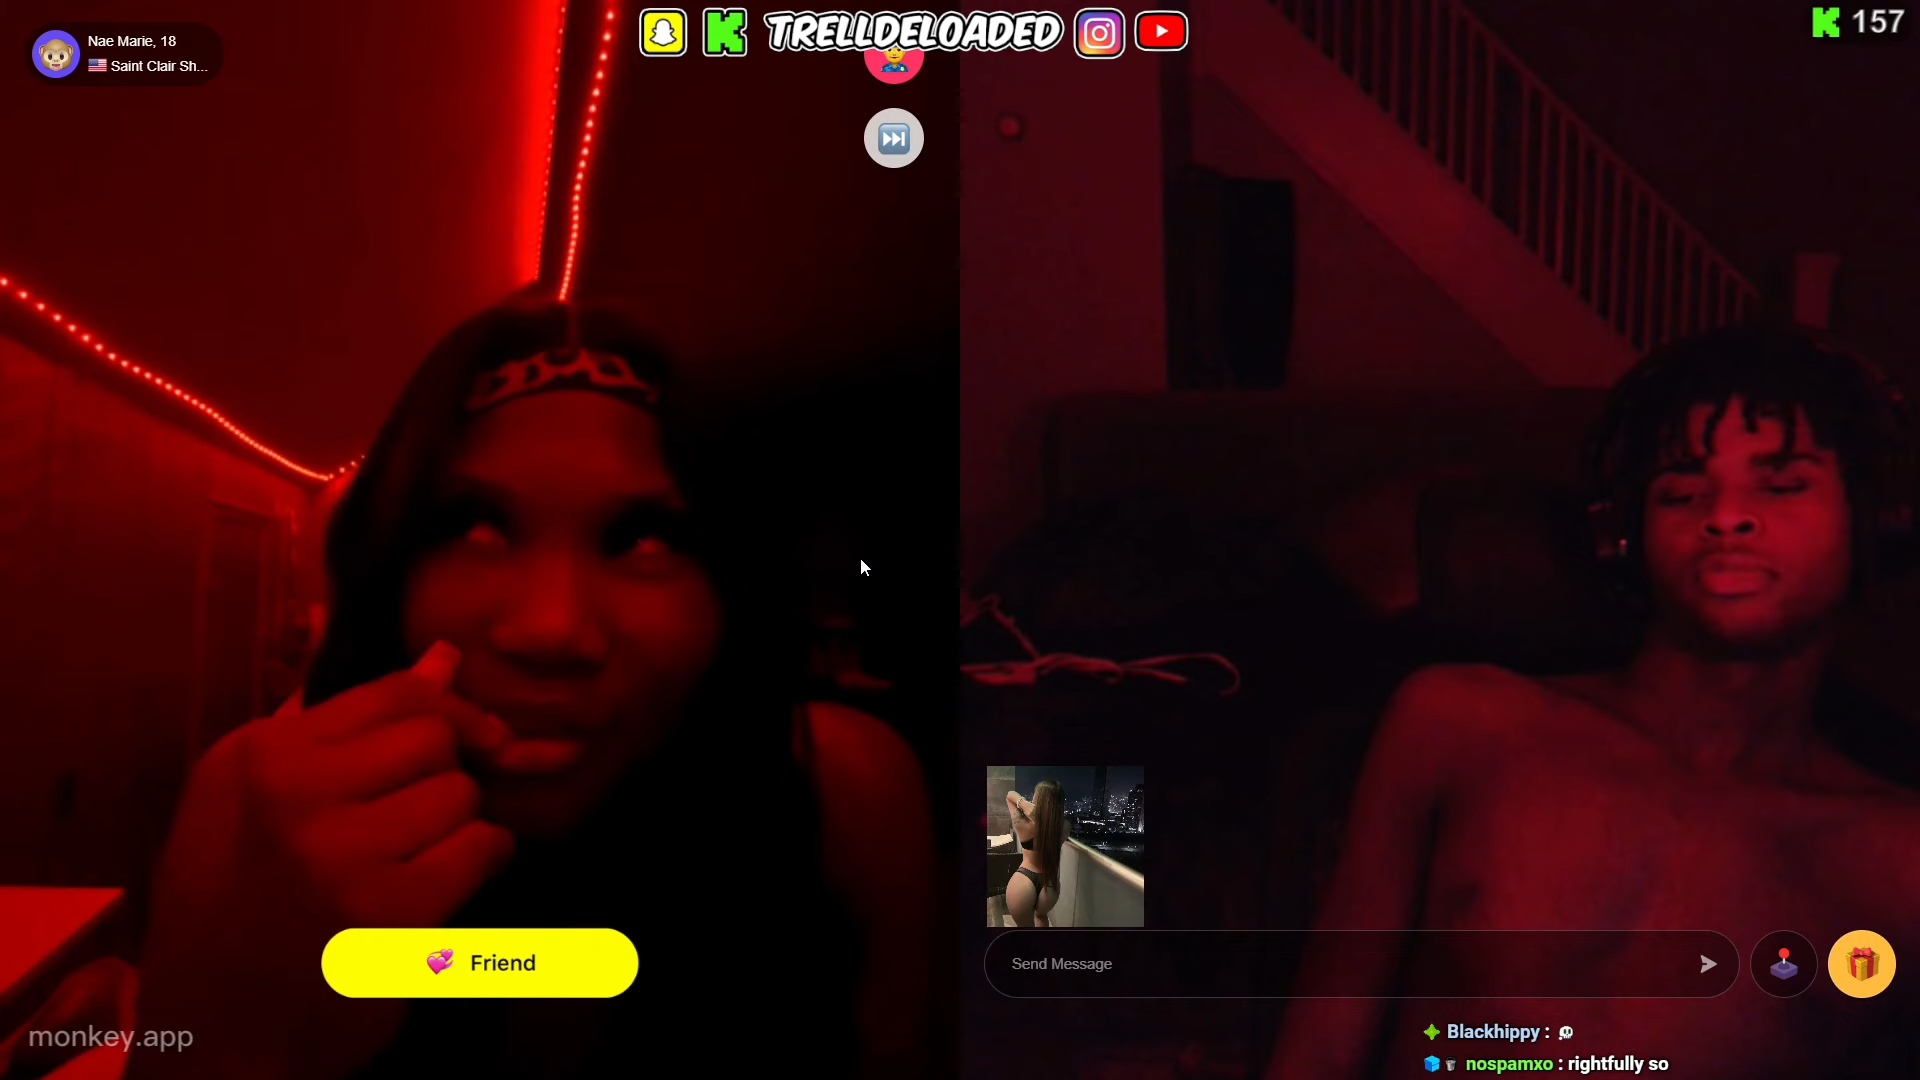 Nae Marie, 18
Saint Clair Sh...
TRELLDELOADED
157
Friend
Send Message
monkey.app
Blackhippy :
nospamxo : rightfully so